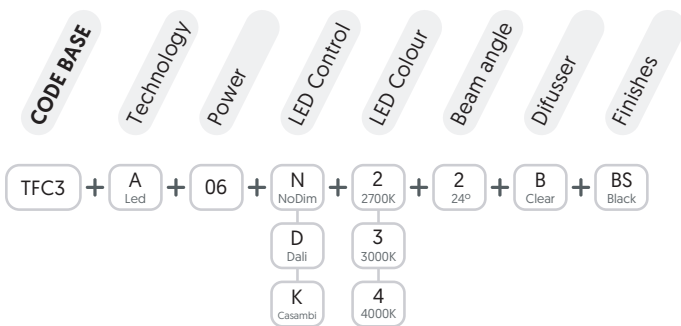 CODE BASE
Technology
Power
LED Control
LED Colour
Beam angle
Difusser
Finishes
TFC3 + A + 06 + N + 2 + 2 + B + BS
Led NoDim 2700K 24º Clear Black
D 3
Dali 3000K
K 4
Casambi 4000K